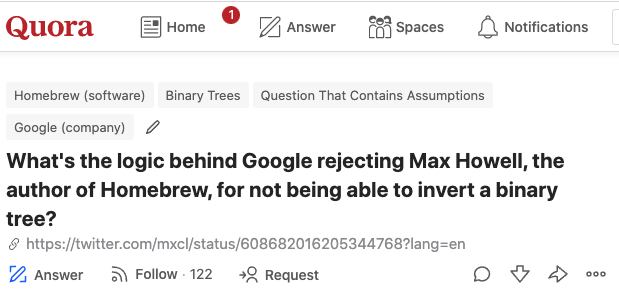 Quora Home 1 Answer Spaces Notifications
Homebrew (software) Binary Trees Question That Contains Assumptions
Google (company)
What's the logic behind Google rejecting Max Howell, the
author of Homebrew, for not being able to invert a binary
tree?
https://twitter.com/mxcl/status/608682016205344768?lang=en
Answer Follow · 122 Request